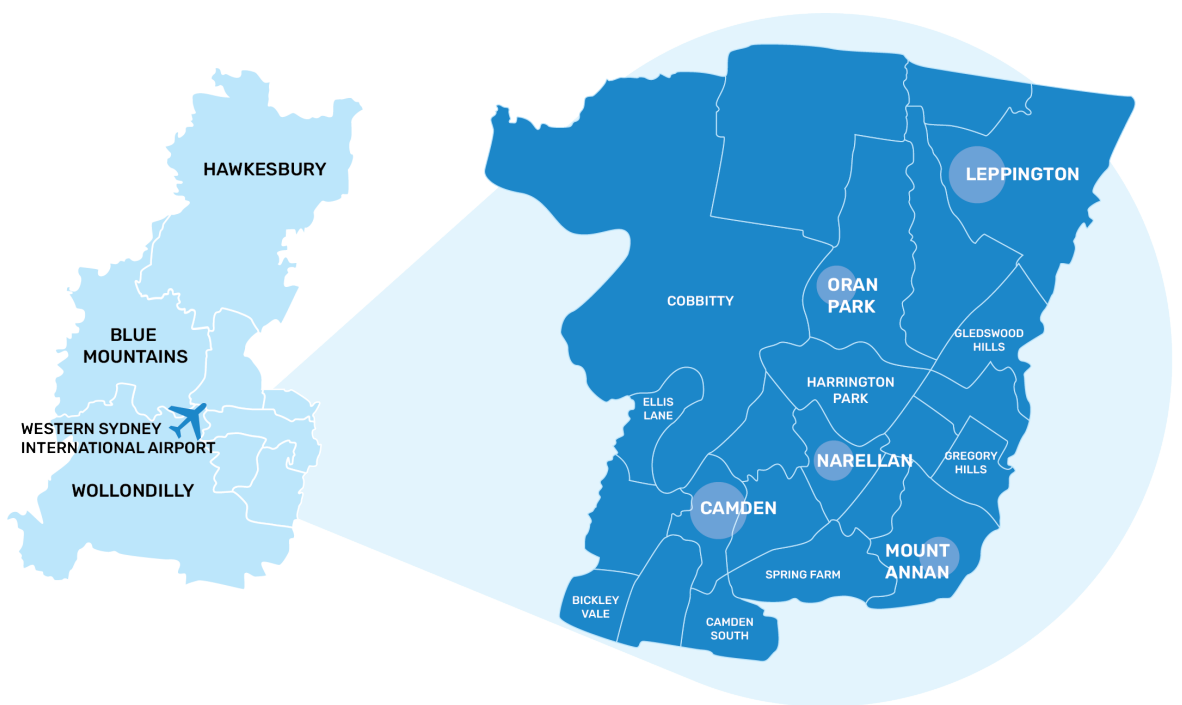 HAWKESBURY
BLUE
MOUNTAINS
WESTERN SYDNEY
INTERNATIONAL AIRPORT
WOLLONDILLY
LEPPINGTON
ORAN
PARK
COBBITTY
GLEDSWOOD
HILLS
HARRINGTON
PARK
ELLIS
LANE
NARELLAN
GREGORY
HILLS
CAMDEN
MOUNT
ANNAN
SPRING FARM
BICKLEY
VALE
CAMDEN
SOUTH